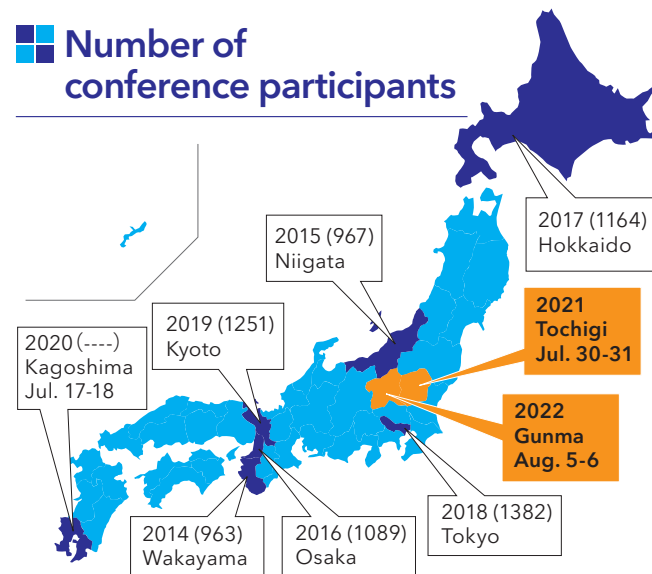 Number of
conference participants
2017 (1164)
Hokkaido
2015 (967)
Niigata
2021
Tochigi
Jul. 30-31
2019 (1251)
Kyoto
2020 (----)
Kagoshima
Jul. 17-18
2022
Gunma
Aug. 5-6
2018 (1382)
Tokyo
2014 (963)
Wakayama
2016 (1089)
Osaka